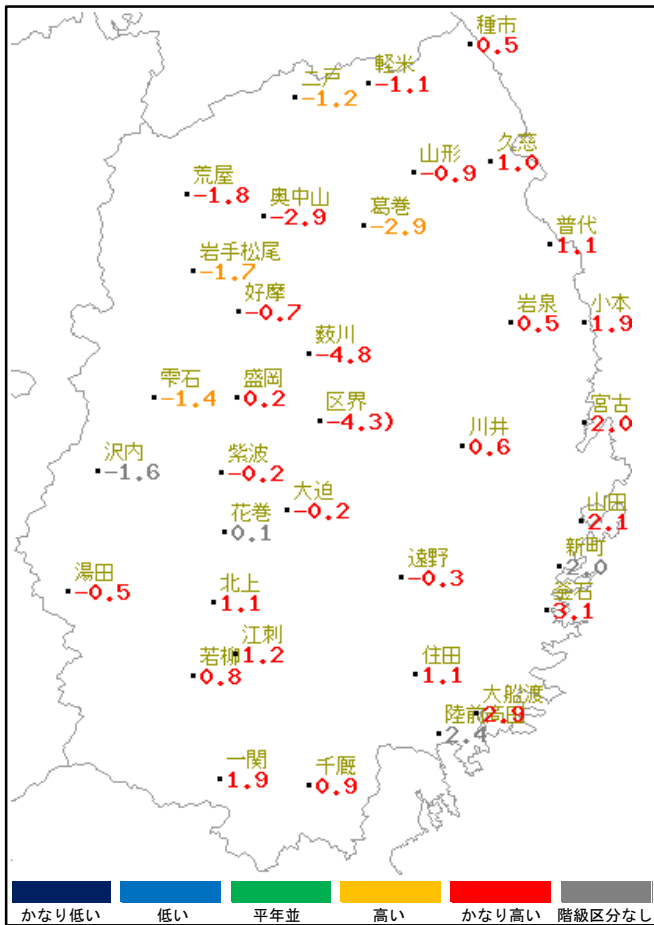 種市
0.5
軽米
-1.1
二戸
-1.2
久慈
1.0
山形
-0.9
荒屋
-1.8
奥中山
-2.9
葛巻
-2.9
普代
1.1
岩手松尾
-1.7
好摩
-0.7
岩泉
0.5
小本
1.9
薮川
-4.8
雫石
-1.4
盛岡
0.2
区界
-4.3)
宮古
2.0
川井
0.6
沢内
-1.6
紫波
-0.2
大迫
-0.2
花巻
0.1
山田
2.1
新町
2.0
遠野
-0.3
湯田
-0.5
北上
1.1
釜石
3.1
江刺
1.2
若柳
0.8
住田
1.1
大船渡
2.9
陸前高田
2.4
一関
1.9
千厩
0.9
かなり低い 低い 平年並 高い かなり高い 階級区分なし